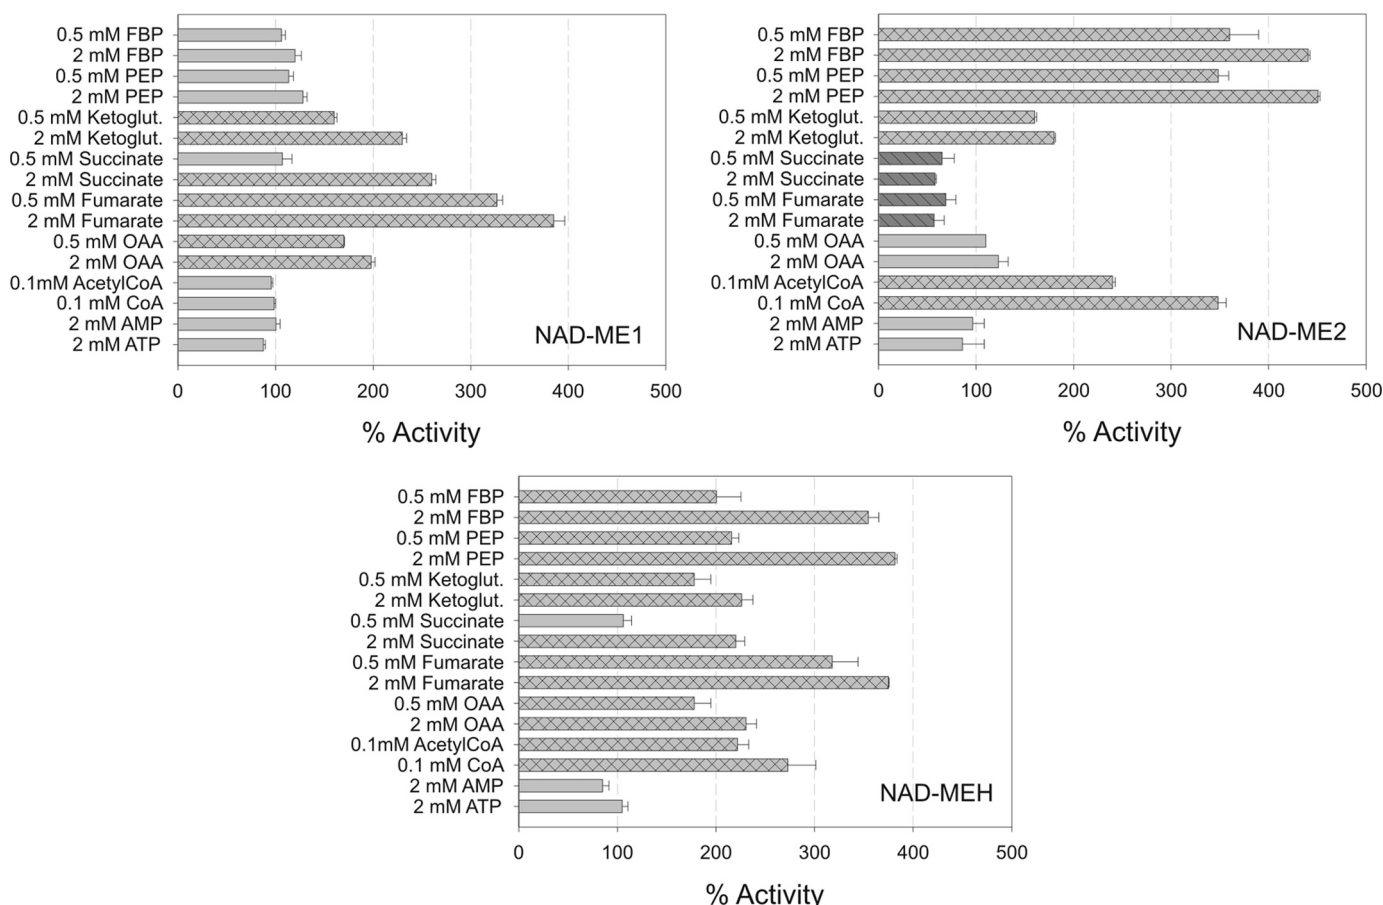 0.5 mM FBP
2 mM FBP
0.5 mM PEP
2 mM PEP
0.5 mM Ketoglut.
2 mM Ketoglut.
0.5 mM Succinate
2 mM Succinate
0.5 mM Fumarate
2 mM Fumarate
0.5 mM OAA
2 mM OAA
0.1mM AcetylCoA
0.1 mM CoA
2 mM AMP
2 mM ATP
NAD-ME1
0 100 200 300 400 500
% Activity
0.5 mM FBP
2 mM FBP
0.5 mM PEP
2 mM PEP
0.5 mM Ketoglut.
2 mM Ketoglut.
0.5 mM Succinate
2 mM Succinate
0.5 mM Fumarate
2 mM Fumarate
0.5 mM OAA
2 mM OAA
0.1mM AcetylCoA
0.1 mM CoA
2 mM AMP
2 mM ATP
NAD-ME2
0 100 200 300 400 500
% Activity
0.5 mM FBP
2 mM FBP
0.5 mM PEP
2 mM PEP
0.5 mM Ketoglut.
2 mM Ketoglut.
0.5 mM Succinate
2 mM Succinate
0.5 mM Fumarate
2 mM Fumarate
0.5 mM OAA
2 mM OAA
0.1mM AcetylCoA
0.1 mM CoA
2 mM AMP
2 mM ATP
NAD-MEH
0 100 200 300 400 500
% Activity